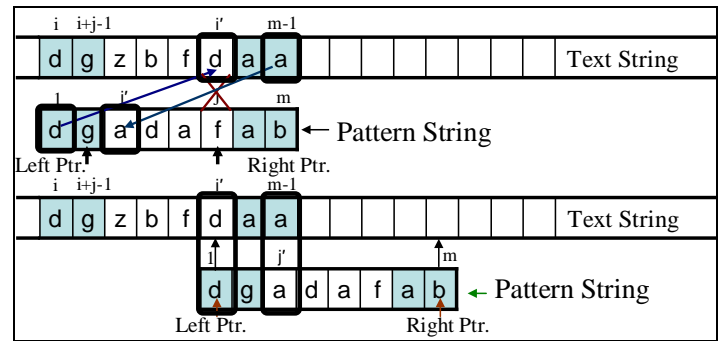 i i+j-1 i' m-1
d g z b f d a a Text String
1 j' j m
d g a d a f a b Pattern String
Left Ptr. Right Ptr.
i i+j-1 i' m-1
d g z b f d a a Text String
1 j' m
d g a d a f a b Pattern String
Left Ptr. Right Ptr.